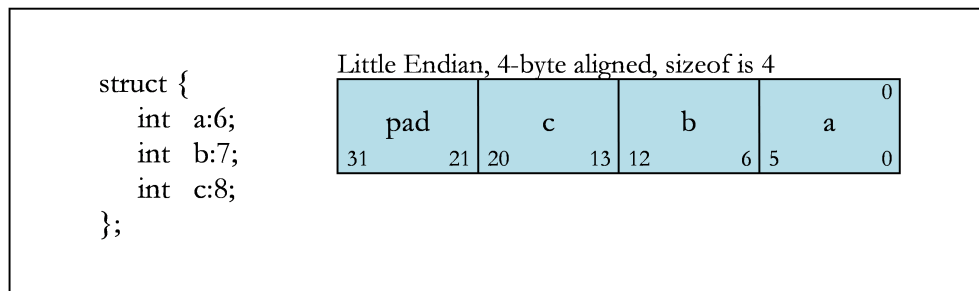 struct {
int a:6;
int b:7;
int c:8;
};
Little Endian, 4-byte aligned, sizeof is 4
0
pad c b a
31 21 20 13 12 6 5 0